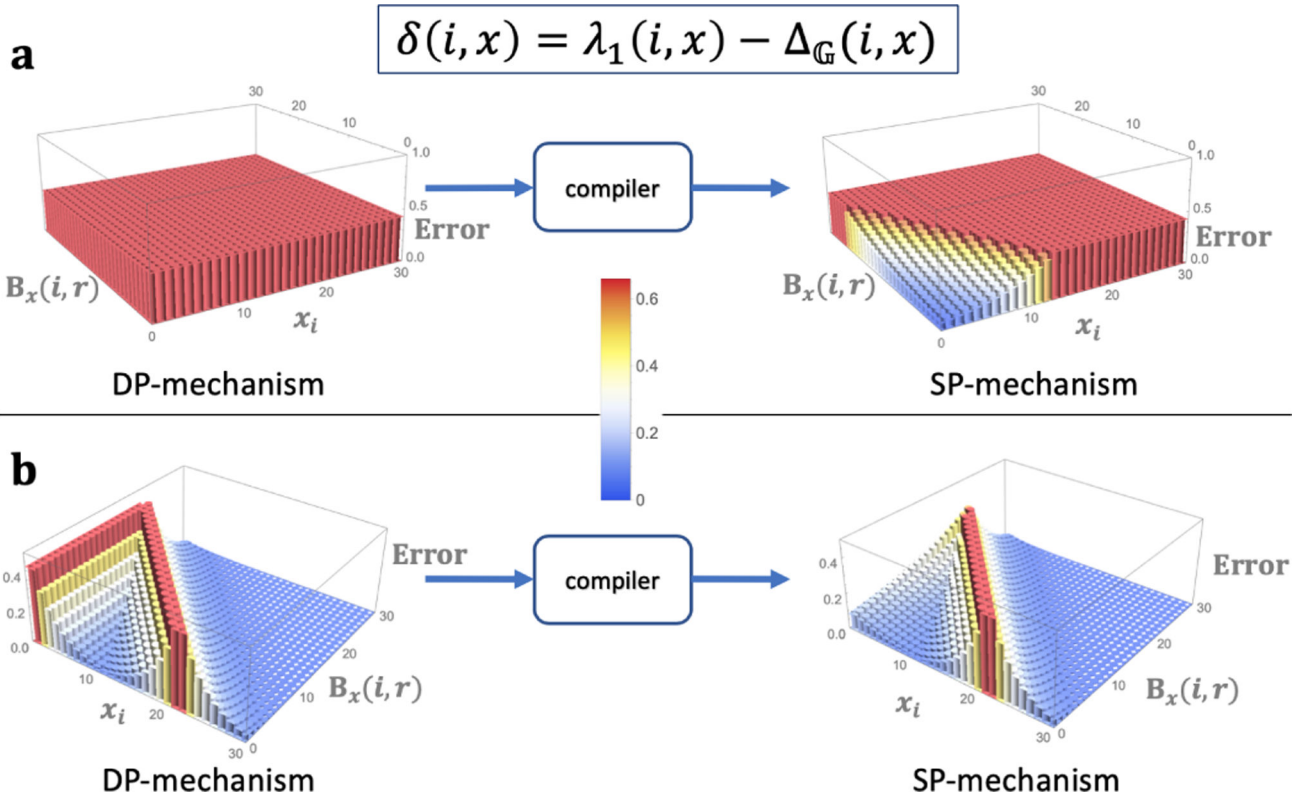 δ(i, x) = λ₁(i, x) − Δ_𝔾(i, x)
a
30
20
10
0
1.0
0.5
0.0
Error
30
20
10
0
B_x(i, r)
x_i
DP-mechanism
compiler
30
20
10
0
1.0
0.5
0.0
Error
30
20
10
0
B_x(i, r)
x_i
SP-mechanism
0.6
0.4
0.2
0
b
0.4
0.2
0.0
10
20
30
0
10
20
30
Error
x_i
B_x(i, r)
DP-mechanism
compiler
0.4
0.2
0.0
10
20
30
0
10
20
30
Error
x_i
B_x(i, r)
SP-mechanism